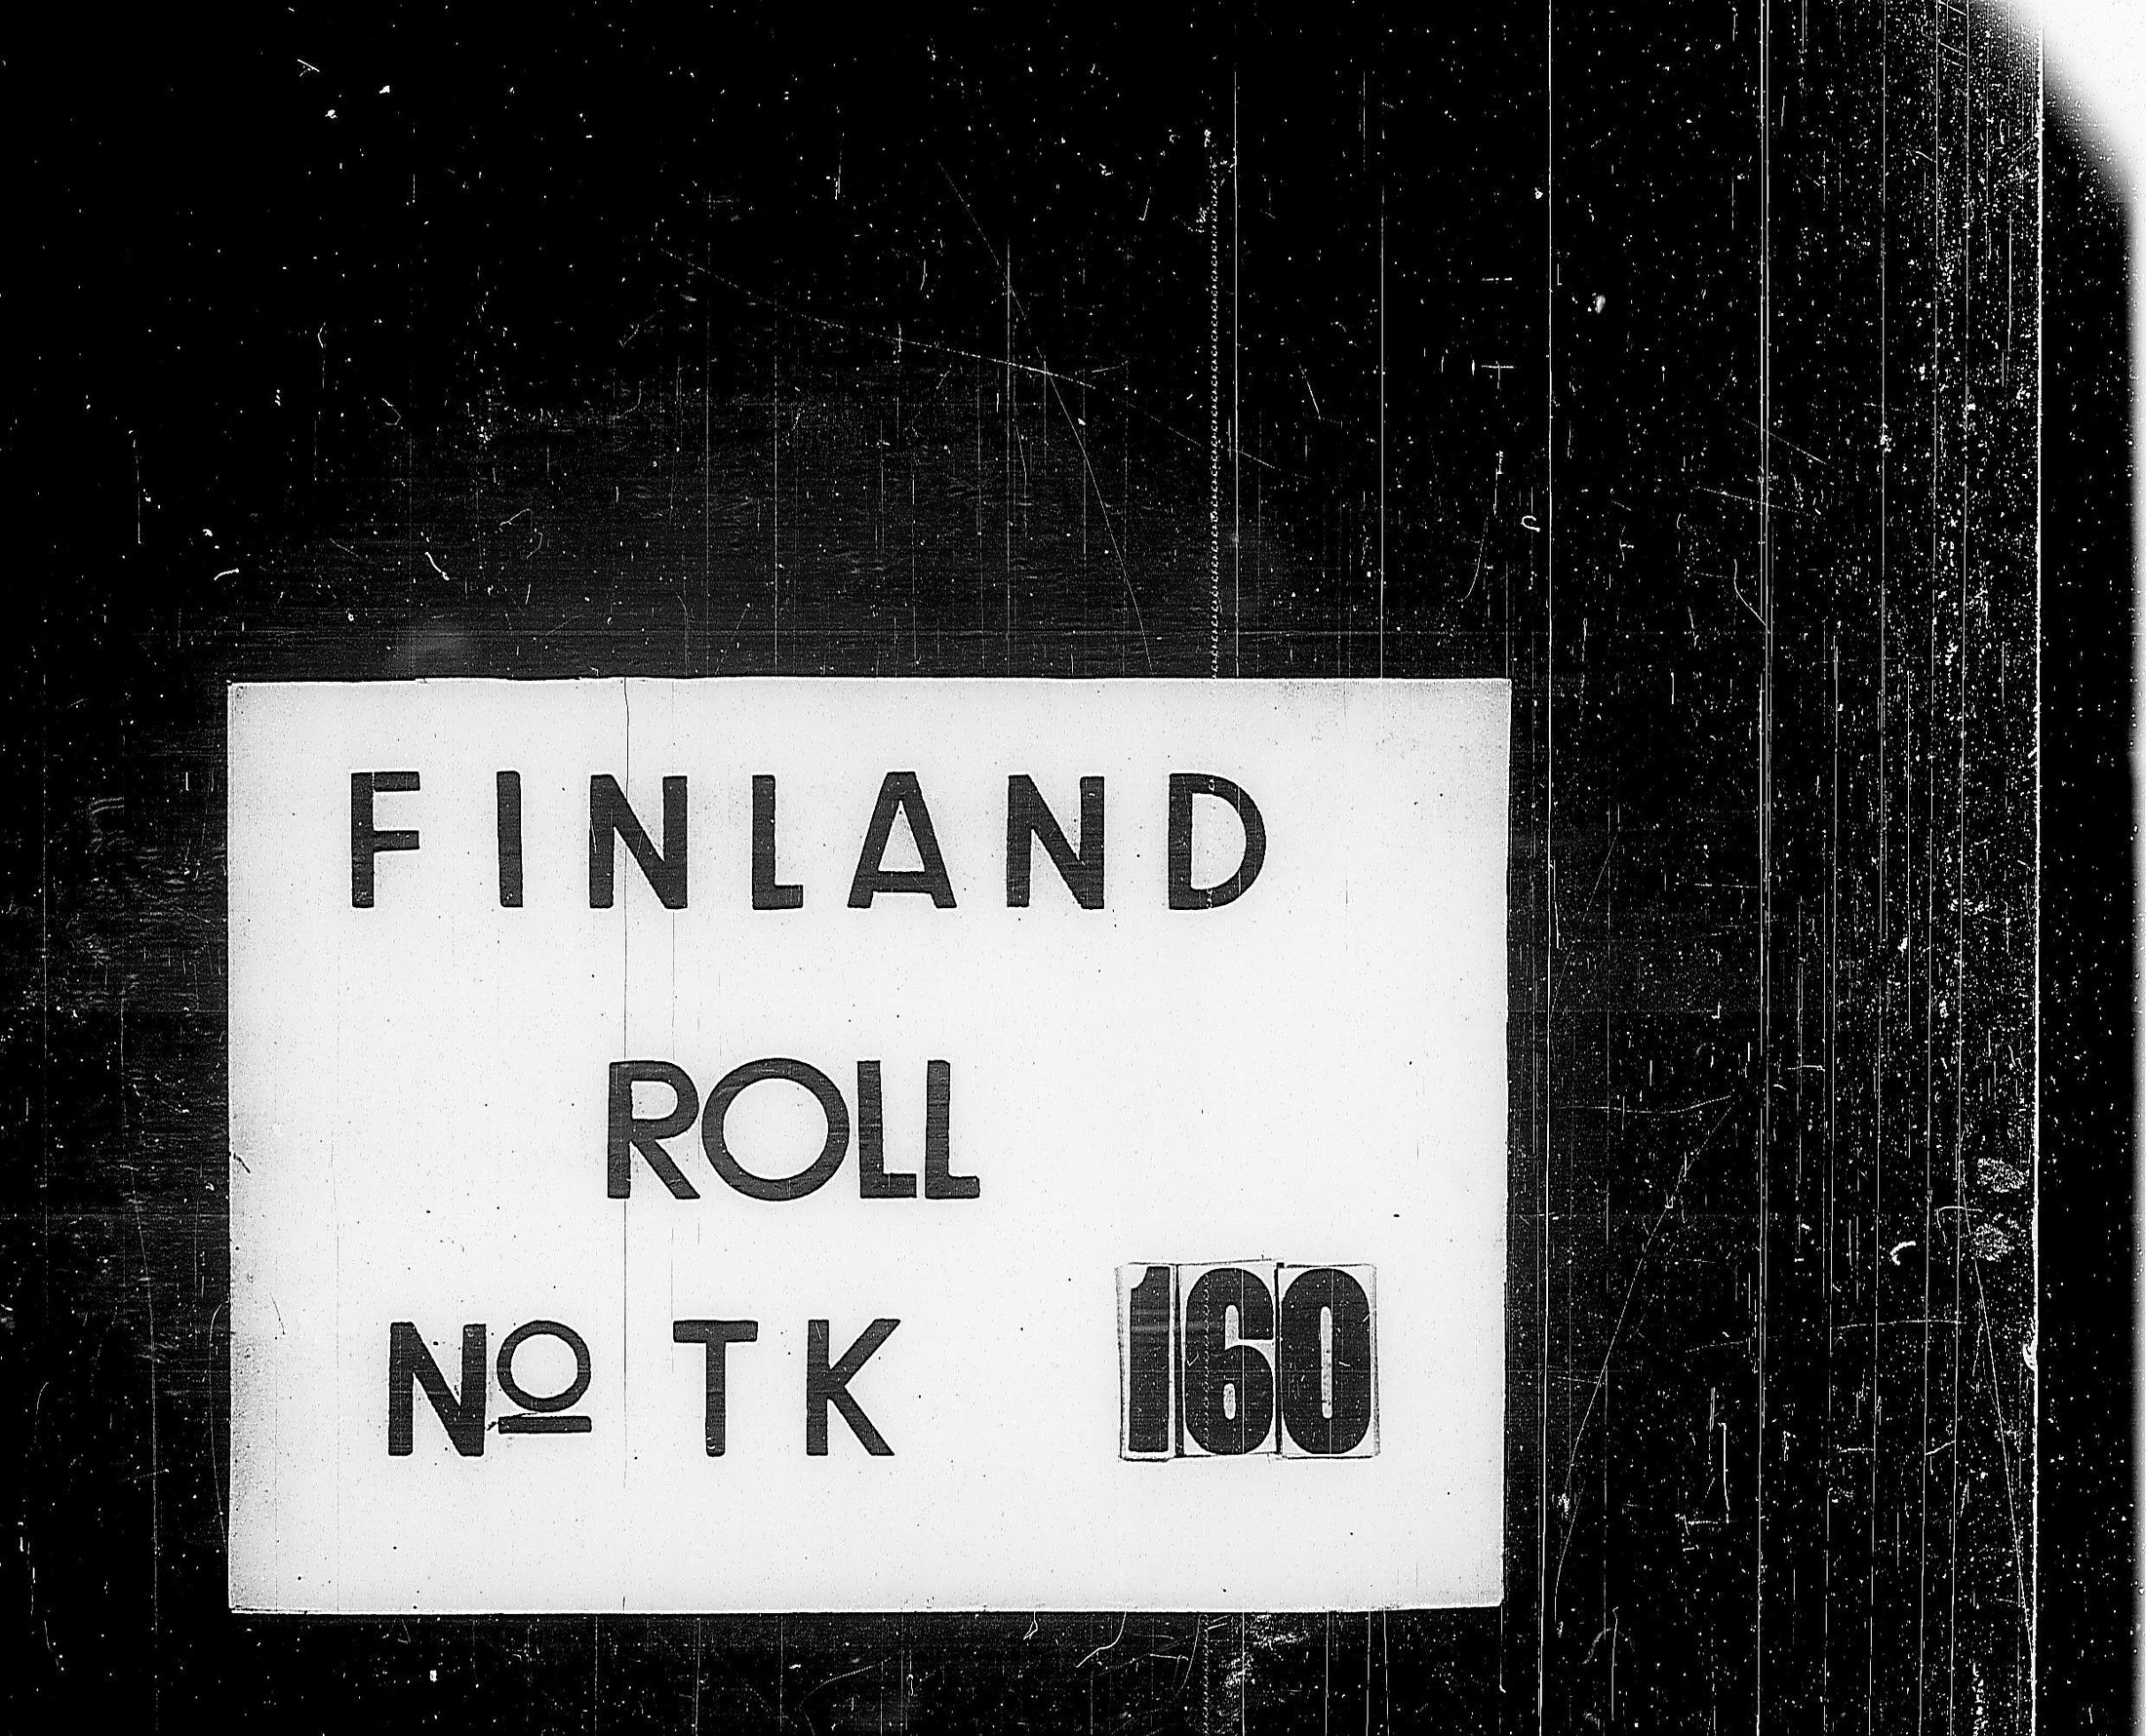 FINLAND
ROLL
Nº TK 160